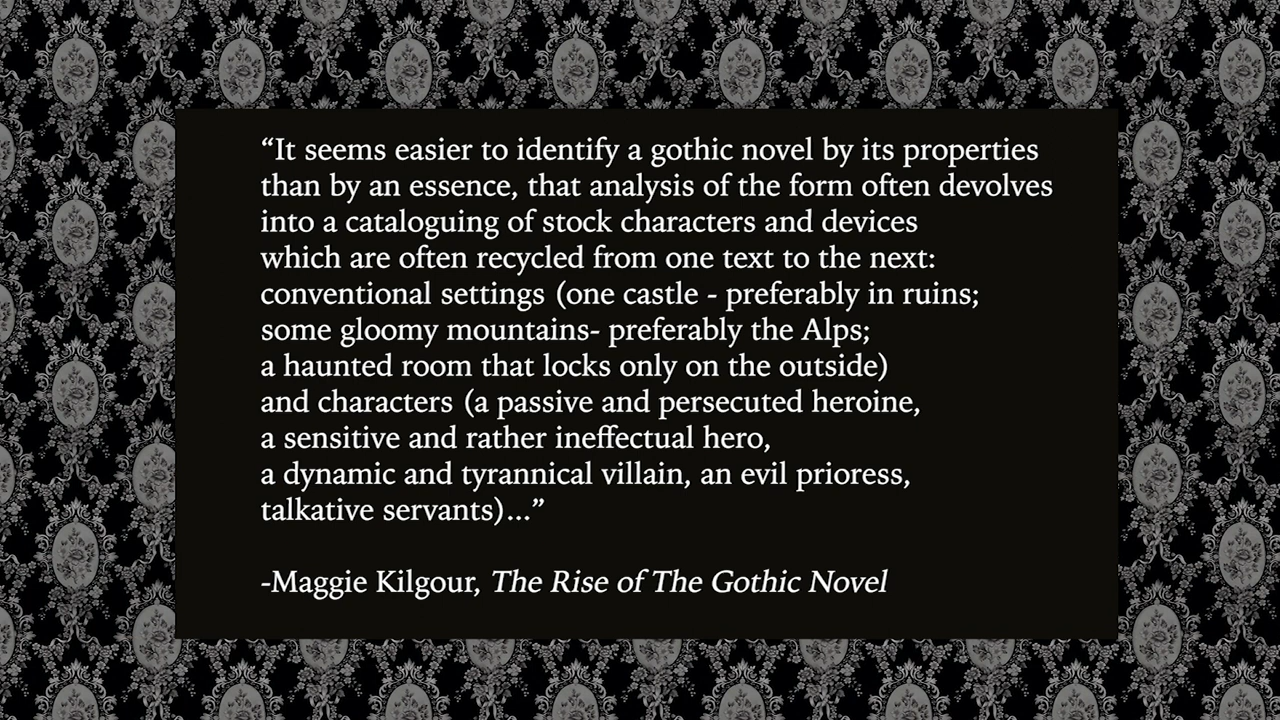 “It seems easier to identify a gothic novel by its properties
than by an essence, that analysis of the form often devolves
into a cataloguing of stock characters and devices
which are often recycled from one text to the next:
conventional settings (one castle - preferably in ruins;
some gloomy mountains- preferably the Alps;
a haunted room that locks only on the outside)
and characters (a passive and persecuted heroine,
a sensitive and rather ineffectual hero,
a dynamic and tyrannical villain, an evil prioress,
talkative servants)...”
-Maggie Kilgour, The Rise of The Gothic Novel